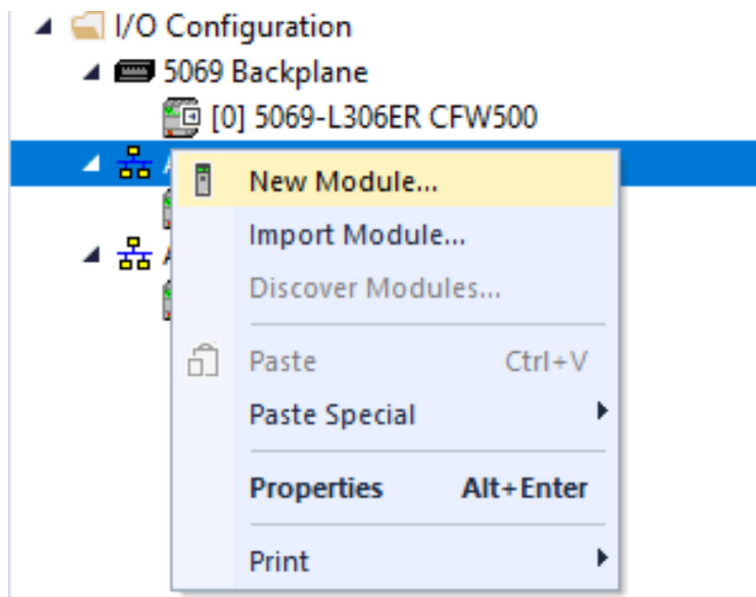 I/O Configuration
5069 Backplane
[0] 5069-L306ER CFW500
New Module...
Import Module...
Discover Modules...
Paste Ctrl+V
Paste Special
Properties Alt+Enter
Print